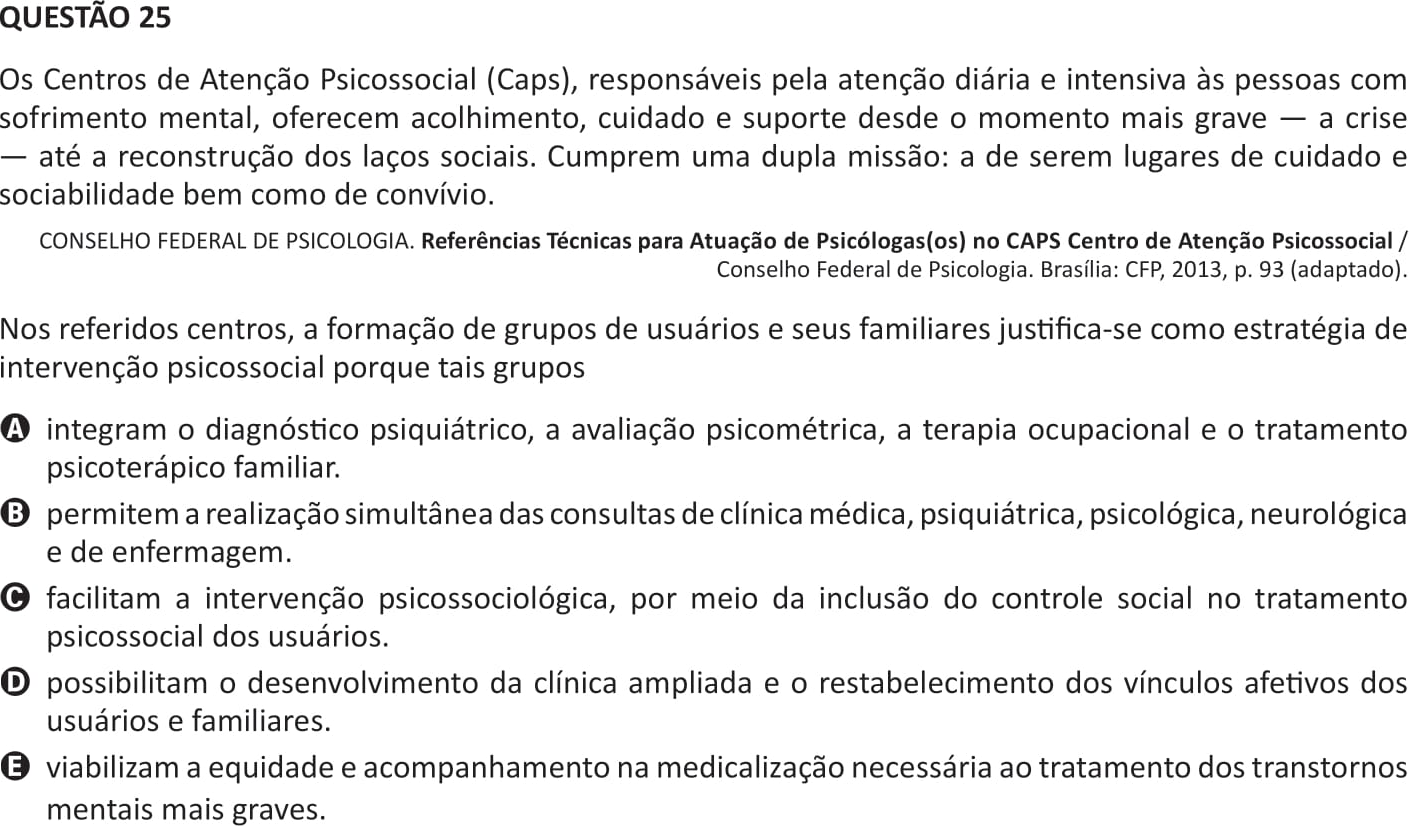 QUESTÃO 25
Os Centros de Atenção Psicossocial (Caps), responsáveis pela atenção diária e intensiva às pessoas com
sofrimento mental, oferecem acolhimento, cuidado e suporte desde o momento mais grave — a crise
— até a reconstrução dos laços sociais. Cumprem uma dupla missão: a de serem lugares de cuidado e
sociabilidade bem como de convívio.
CONSELHO FEDERAL DE PSICOLOGIA. Referências Técnicas para Atuação de Psicólogas(os) no CAPS Centro de Atenção Psicossocial /
Conselho Federal de Psicologia. Brasília: CFP, 2013, p. 93 (adaptado).
Nos referidos centros, a formação de grupos de usuários e seus familiares justifica-se como estratégia de
intervenção psicossocial porque tais grupos
A integram o diagnóstico psiquiátrico, a avaliação psicométrica, a terapia ocupacional e o tratamento
psicoterápico familiar.
B permitem a realização simultânea das consultas de clínica médica, psiquiátrica, psicológica, neurológica
e de enfermagem.
C facilitam a intervenção psicossociológica, por meio da inclusão do controle social no tratamento
psicossocial dos usuários.
D possibilitam o desenvolvimento da clínica ampliada e o restabelecimento dos vínculos afetivos dos
usuários e familiares.
E viabilizam a equidade e acompanhamento na medicalização necessária ao tratamento dos transtornos
mentais mais graves.